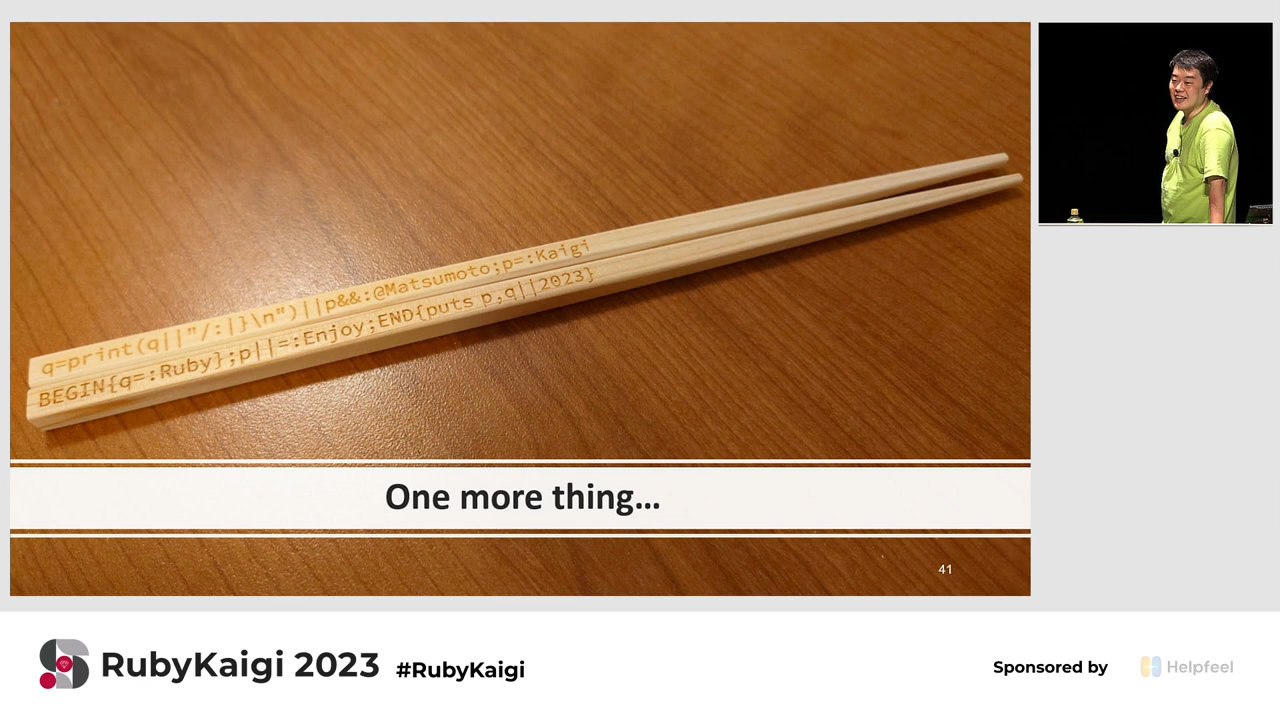 q=print(q||"/:|}\n")||p&&:@Matsumoto;p=:Kaigi
BEGIN{q=:Ruby};p||=:Enjoy;END{puts p,q||2023}
One more thing...
41
RubyKaigi 2023 #RubyKaigi
Sponsored by Helpfeel